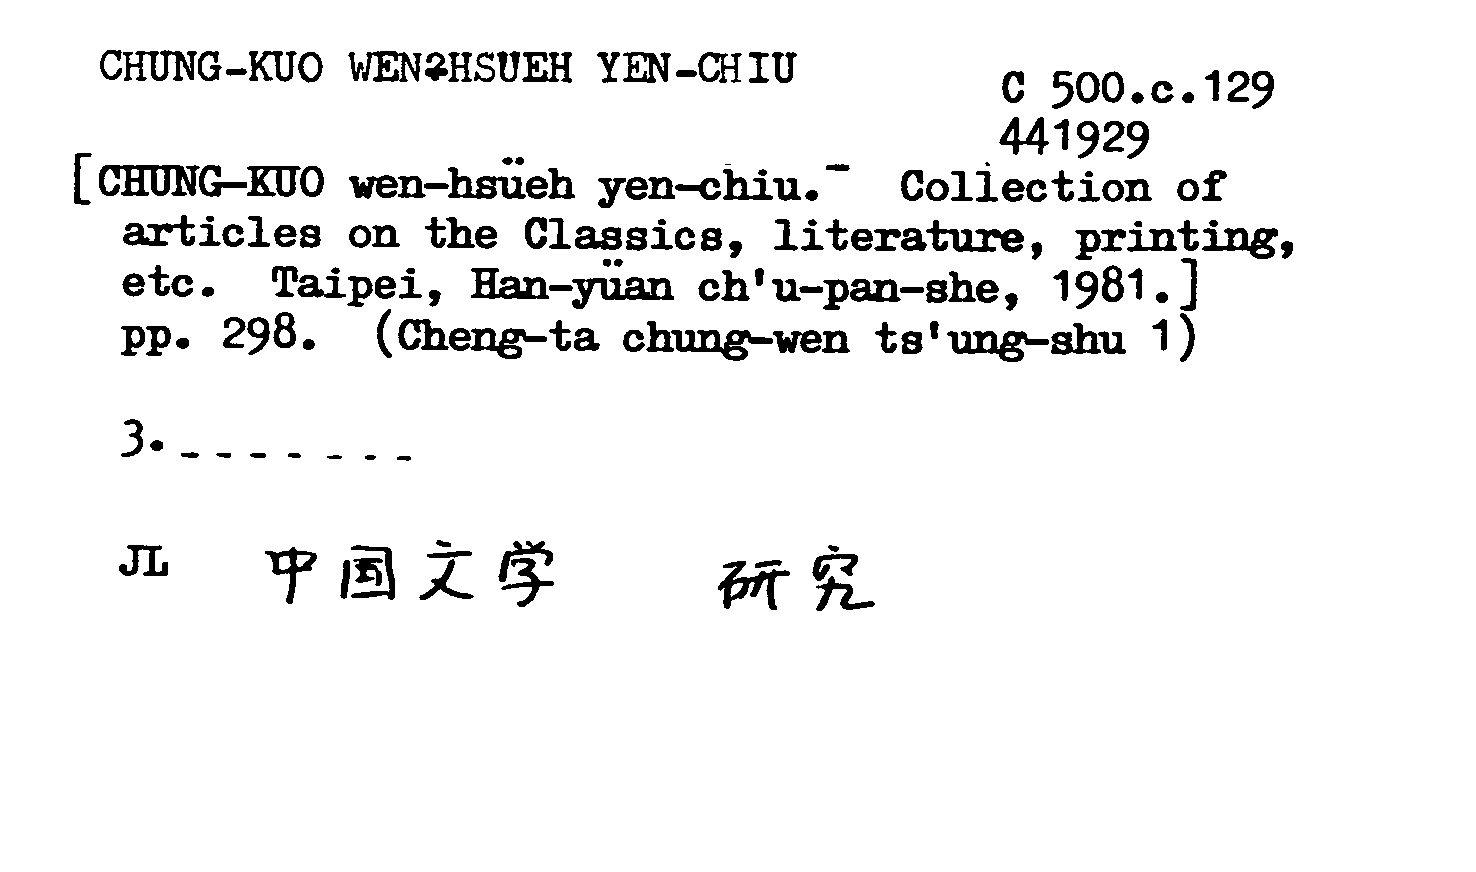 CHUNG-KUO WEN-HSUEH YEN-CHIU
C 500.c.129
441929
[CHUNG-KUO wen-hsüeh yen-chiu.- Collection of
articles on the Classics, literature, printing,
etc. Taipei, Han-yüan ch'u-pan-she, 1981.]
pp. 298. (Cheng-ta chung-wen ts'ung-shu 1)
3.-------
JL 中国文学 研究